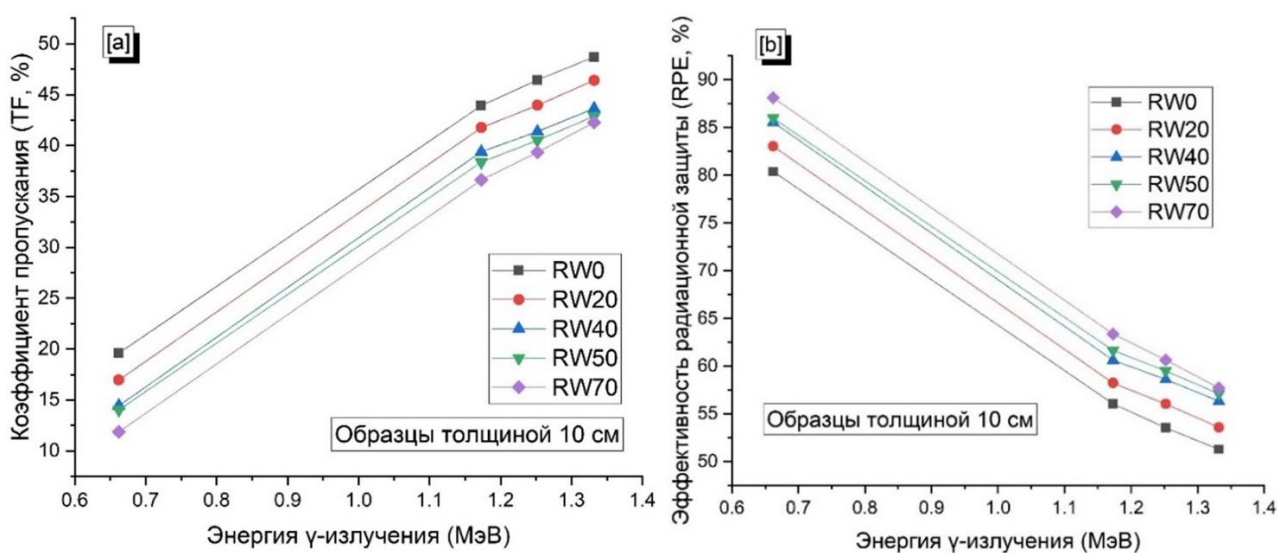 [a]
Коэффициент пропускания (TF, %)
50
45
40
35
30
25
20
15
10
RW0
RW20
RW40
RW50
RW70
Образцы толщиной 10 см
0.6 0.7 0.8 0.9 1.0 1.1 1.2 1.3 1.4
Энергия γ-излучения (МэВ)
[b]
Эффективность радиационной защиты (RPE, %)
90
85
80
75
70
65
60
55
50
RW0
RW20
RW40
RW50
RW70
Образцы толщиной 10 см
0.6 0.7 0.8 0.9 1.0 1.1 1.2 1.3 1.4
Энергия γ-излучения (МэВ)